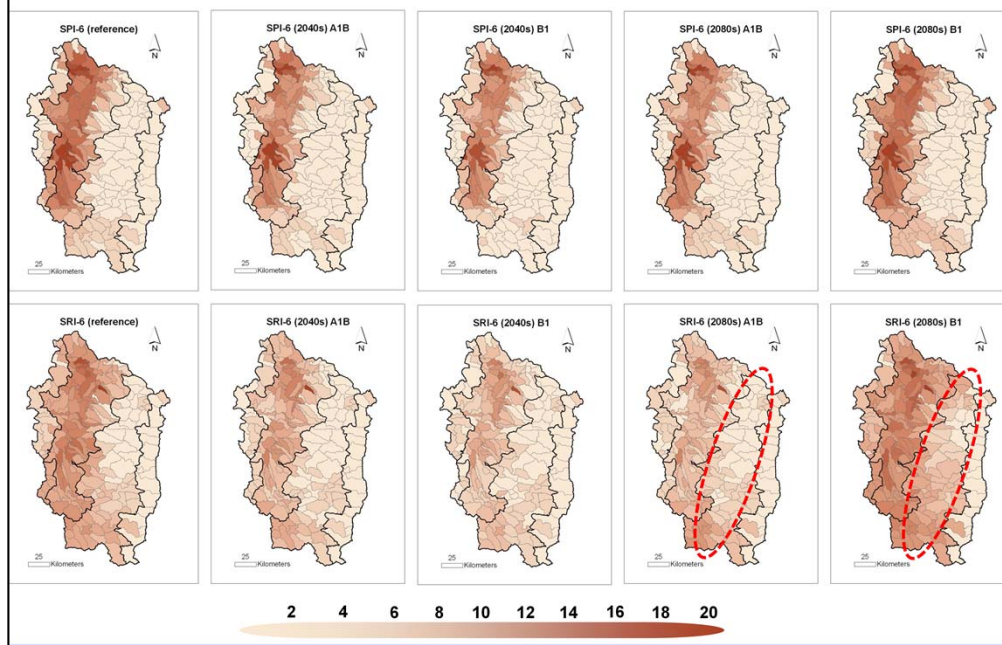 SPI-6 (reference)
N
25
Kilometers
SPI-6 (2040s) A1B
N
25
Kilometers
SPI-6 (2040s) B1
N
25
Kilometers
SPI-6 (2080s) A1B
N
25
Kilometers
SPI-6 (2080s) B1
N
25
Kilometers
SRI-6 (reference)
N
25
Kilometers
SRI-6 (2040s) A1B
N
25
Kilometers
SRI-6 (2040s) B1
N
25
Kilometers
SRI-6 (2080s) A1B
N
25
Kilometers
SRI-6 (2080s) B1
N
25
Kilometers
2 4 6 8 10 12 14 16 18 20